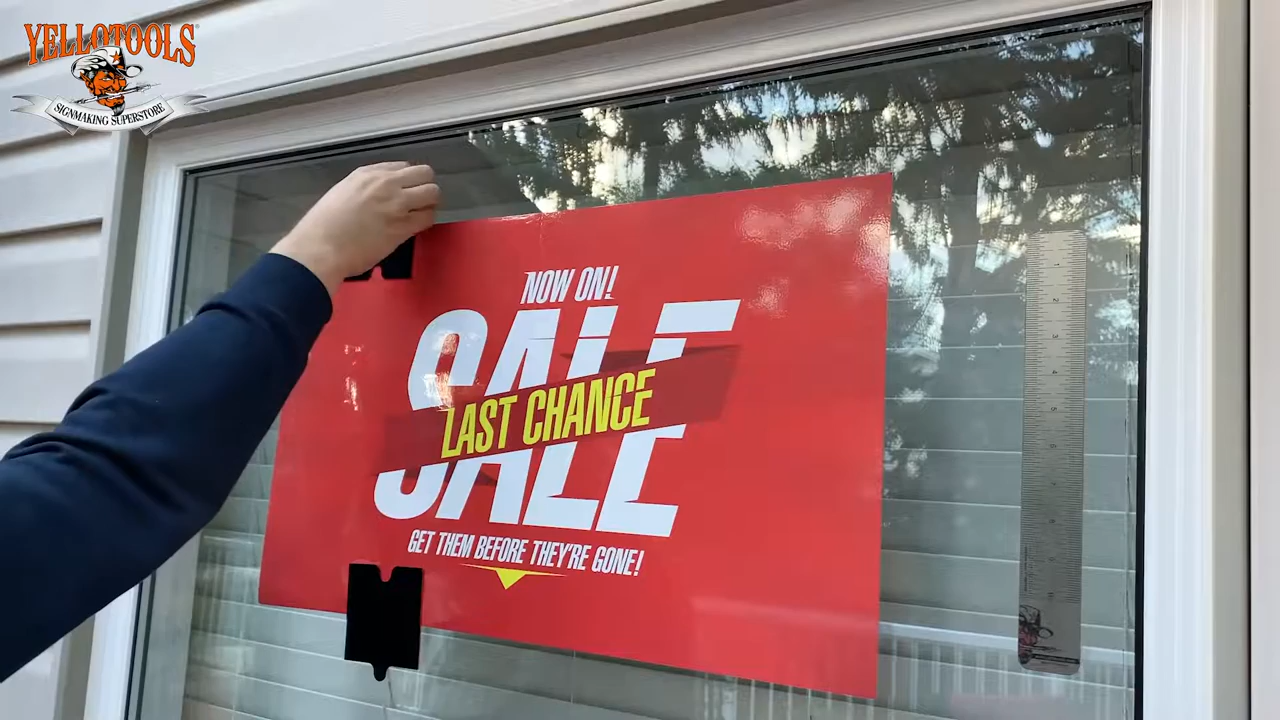 YELLOTOOLS
SIGNMAKING SUPERSTORE
NOW ON!
SALE
LAST CHANCE
GET THEM BEFORE THEY'RE GONE!